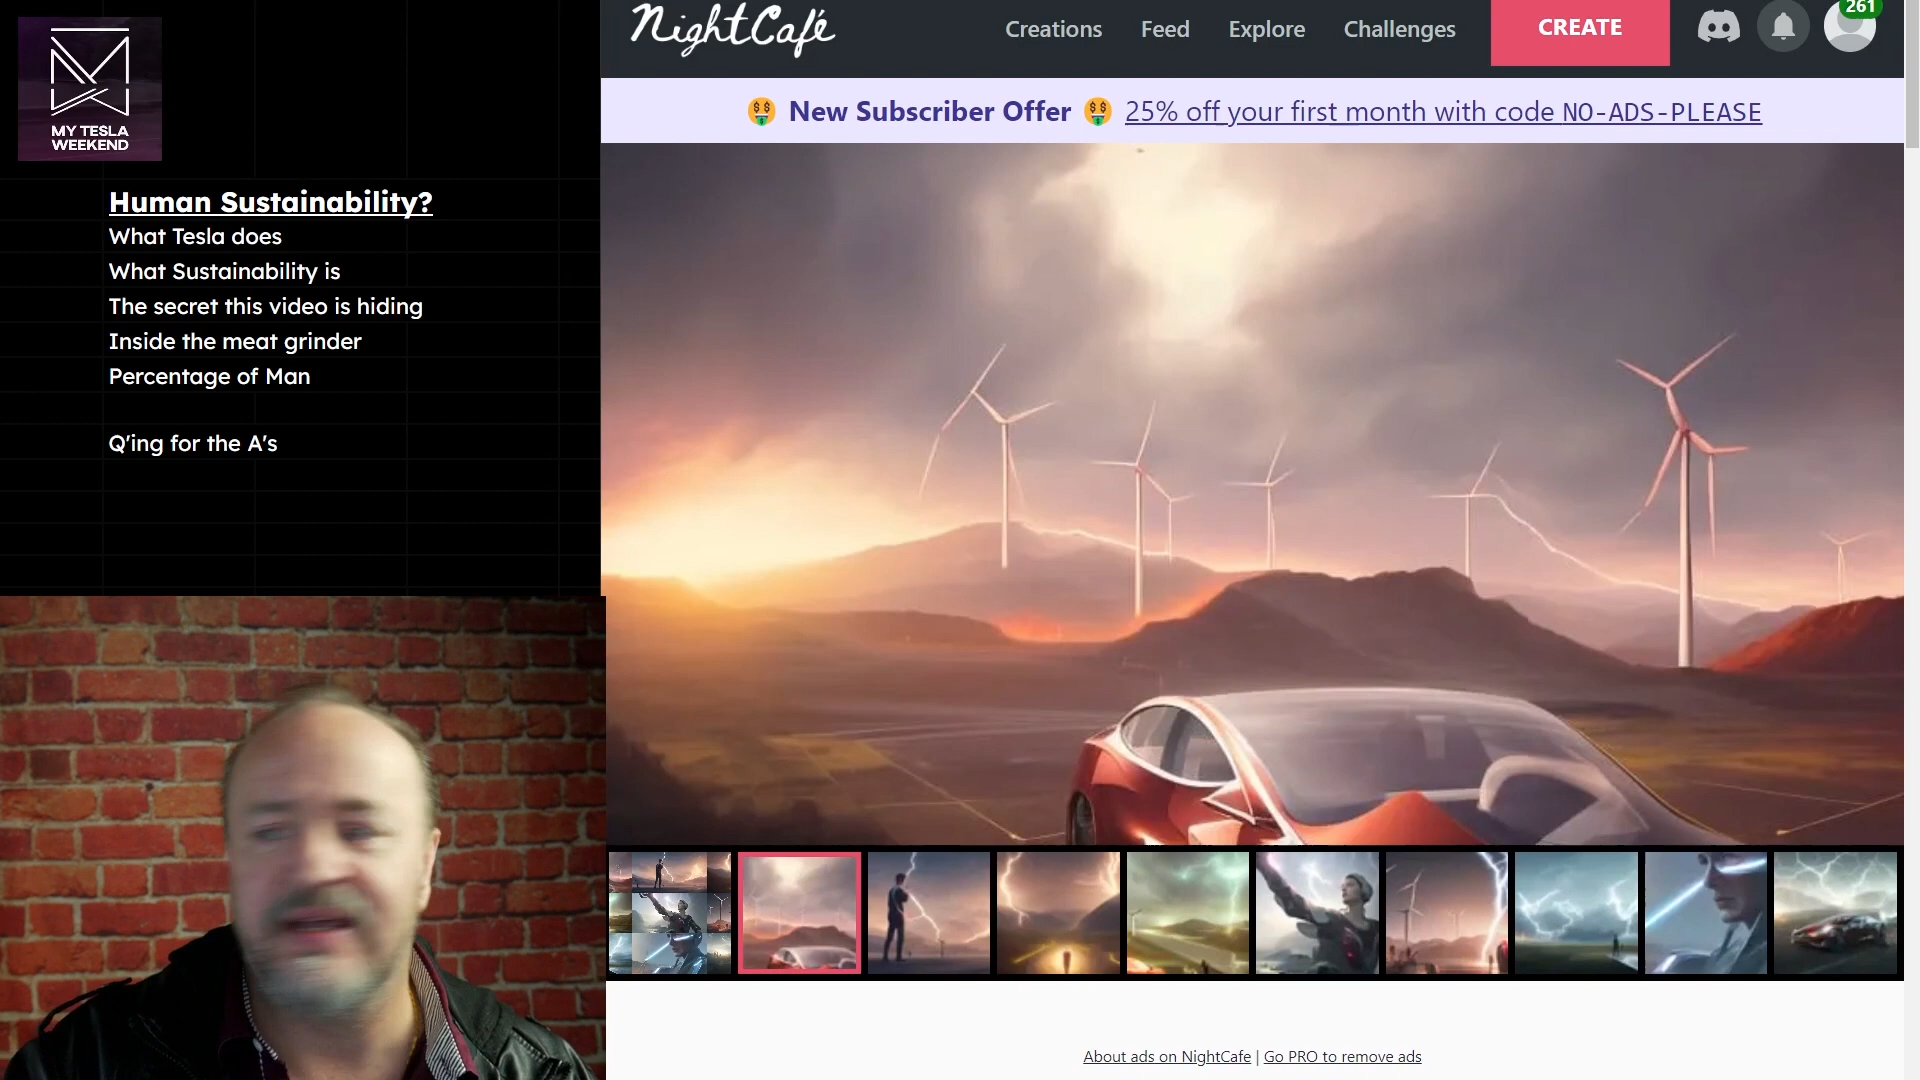 MY TESLA
WEEKEND
Human Sustainability?
What Tesla does
What Sustainability is
The secret this video is hiding
Inside the meat grinder
Percentage of Man
Q'ing for the A's
NightCafé
Creations
Feed
Explore
Challenges
CREATE
261
New Subscriber Offer 25% off your first month with code NO-ADS-PLEASE
About ads on NightCafe | Go PRO to remove ads